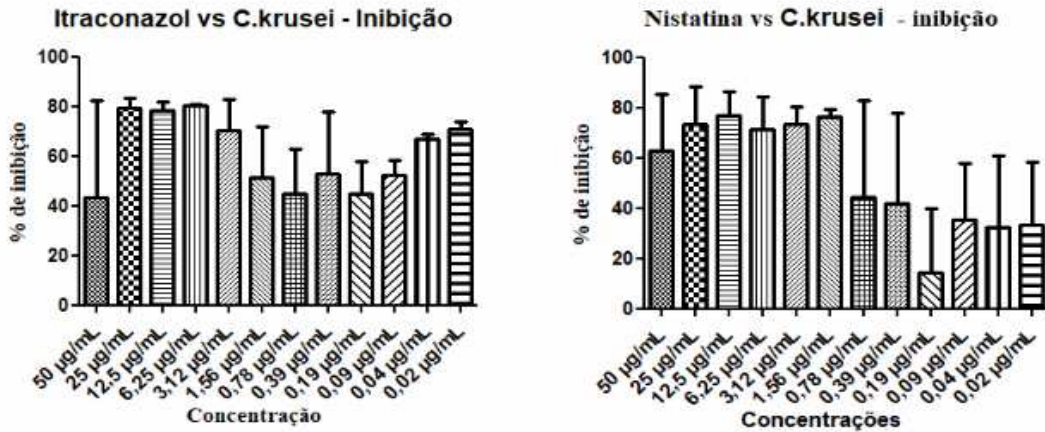 Itraconazol vs C.krusei - Inibição
% de inibição
100
80
60
40
20
0
50 µg/mL
25 µg/mL
12,5 µg/mL
6,25 µg/mL
3,12 µg/mL
1,56 µg/mL
0,78 µg/mL
0,39 µg/mL
0,19 µg/mL
0,09 µg/mL
0,04 µg/mL
0,02 µg/mL
Concentração
Nistatina vs C.krusei - inibição
% de inibição
100
80
60
40
20
0
50 µg/mL
25 µg/mL
12,5 µg/mL
6,25 µg/mL
3,12 µg/mL
1,56 µg/mL
0,78 µg/mL
0,39 µg/mL
0,19 µg/mL
0,09 µg/mL
0,04 µg/mL
0,02 µg/mL
Concentrações